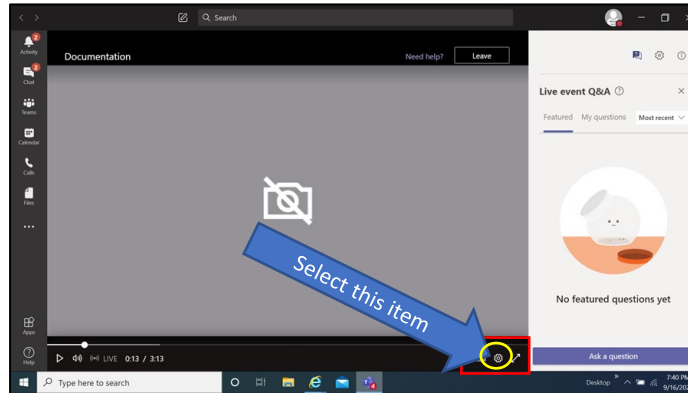 Search
2
Activity
2
Chat
Teams
Calendar
Calls
Files
Apps
Help
Documentation
Need help?
Leave
Live event Q&A
Featured
My questions
Most recent
No featured questions yet
Ask a question
Select this item
LIVE 0:13 / 3:13
Type here to search
Desktop
7:40 PM